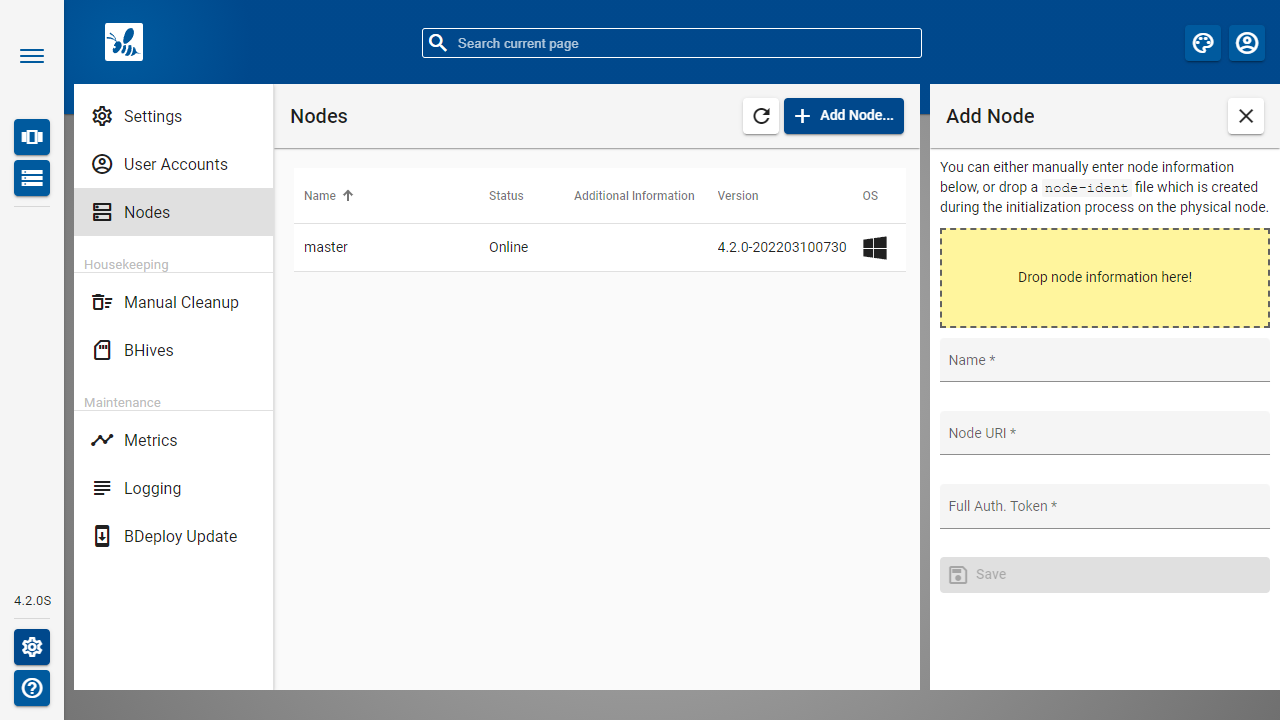 Search current page
Settings
User Accounts
Nodes
Housekeeping
Manual Cleanup
BHives
Maintenance
Metrics
Logging
BDeploy Update
4.2.0S
Nodes
Add Node...
Name Status Additional Information Version OS
master Online 4.2.0-202203100730
Add Node
You can either manually enter node information
below, or drop a node-ident file which is created
during the initialization process on the physical node.
Drop node information here!
Name *
Node URI *
Full Auth. Token *
Save